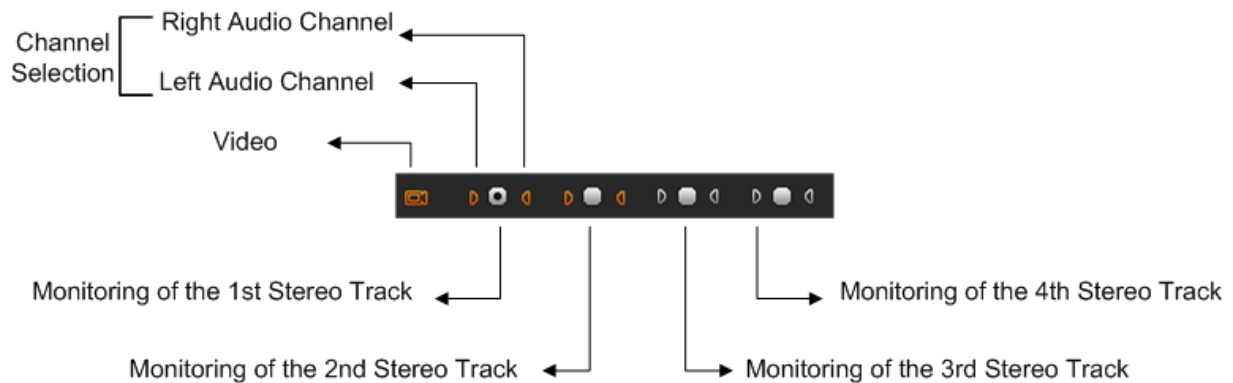 Channel
Selection
Right Audio Channel
Left Audio Channel
Video
Monitoring of the 1st Stereo Track
Monitoring of the 4th Stereo Track
Monitoring of the 2nd Stereo Track
Monitoring of the 3rd Stereo Track